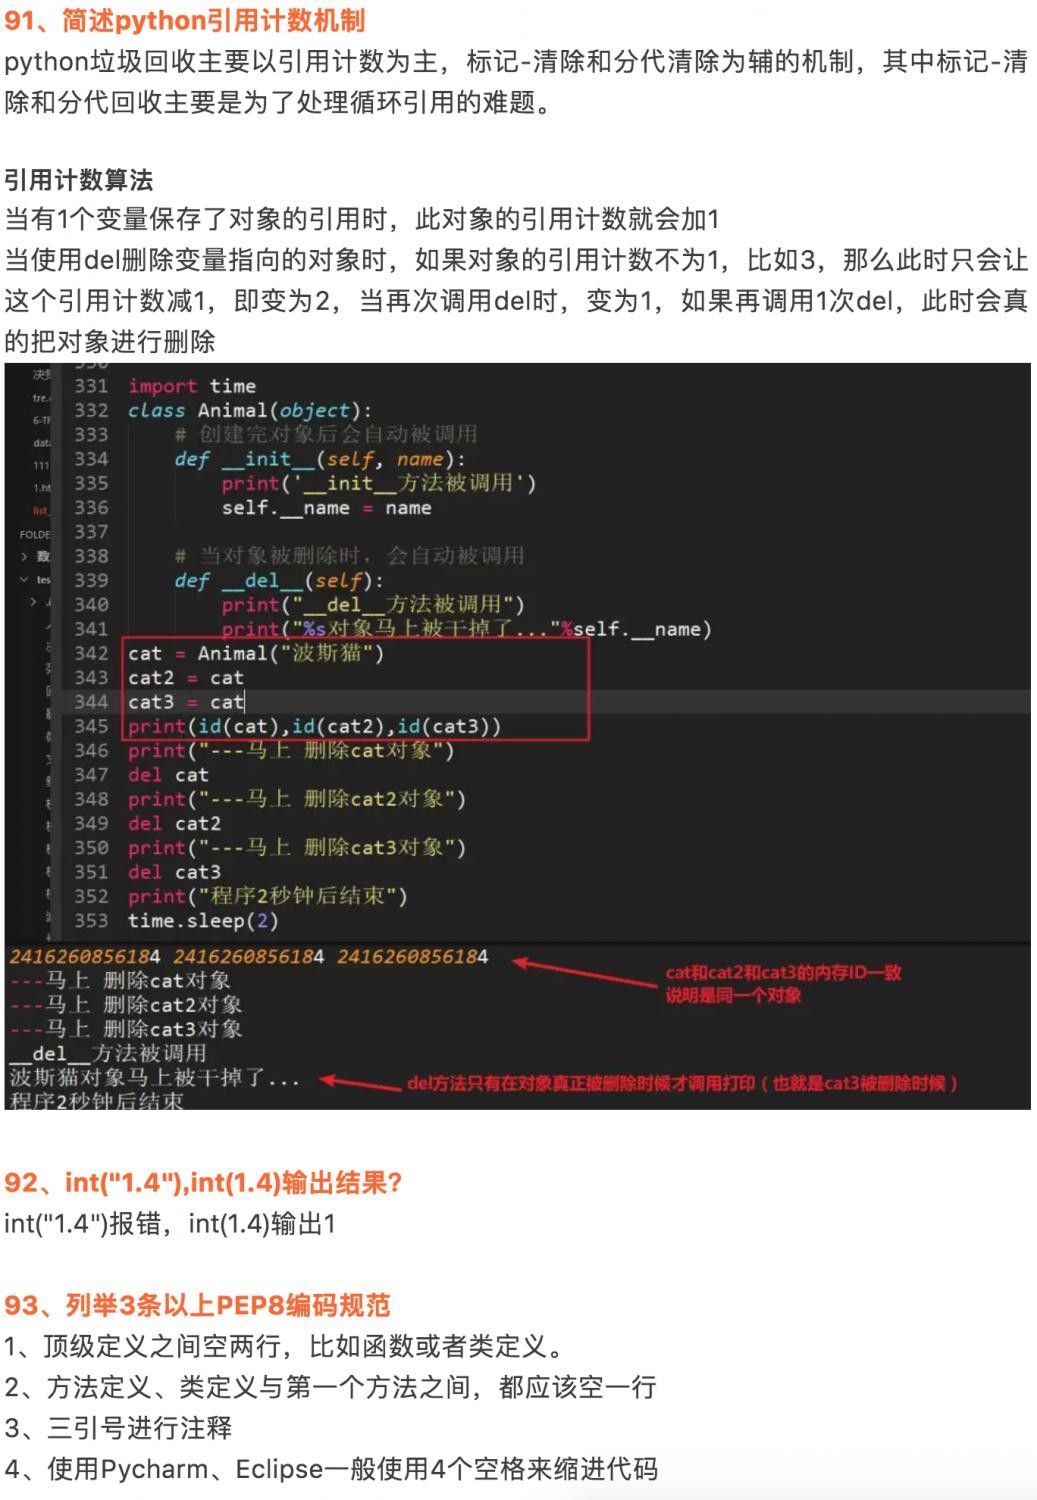 91、简述python引用计数机制
python垃圾回收主要以引用计数为主，标记-清除和分代清除为辅的机制，其中标记-清
除和分代回收主要是为了处理循环引用的难题。
引用计数算法
当有1个变量保存了对象的引用时，此对象的引用计数就会加1
当使用del删除变量指向的对象时，如果对象的引用计数不为1，比如3，那么此时只会让
这个引用计数减1，即变为2，当再次调用del时，变为1，如果再调用1次del，此时会真
的把对象进行删除
331 import time
332 class Animal(object):
333 # 创建完对象后会自动被调用
334 def __init__(self, name):
335 print('__init__方法被调用')
336 self.__name = name
337
338 # 当对象被删除时，会自动被调用
339 def __del__(self):
340 print("__del__方法被调用")
341 print("%s对象马上被干掉了..."%self.__name)
342 cat = Animal("波斯猫")
343 cat2 = cat
344 cat3 = cat
345 print(id(cat),id(cat2),id(cat3))
346 print("---马上 删除cat对象")
347 del cat
348 print("---马上 删除cat2对象")
349 del cat2
350 print("---马上 删除cat3对象")
351 del cat3
352 print("程序2秒钟后结束")
353 time.sleep(2)
FOLDE
2416260856184 2416260856184 2416260856184
cat和cat2和cat3的内存ID一致
说明是同一个对象
---马上 删除cat对象
---马上 删除cat2对象
---马上 删除cat3对象
__del__方法被调用
波斯猫对象马上被干掉了...
del方法只有在对象真正被删除时候才调用打印（也就是cat3被删除时候）
程序2秒钟后结束
92、int("1.4"),int(1.4)输出结果?
int("1.4")报错，int(1.4)输出1
93、列举3条以上PEP8编码规范
1、顶级定义之间空两行，比如函数或者类定义。
2、方法定义、类定义与第一个方法之间，都应该空一行
3、三引号进行注释
4、使用Pycharm、Eclipse一般使用4个空格来缩进代码